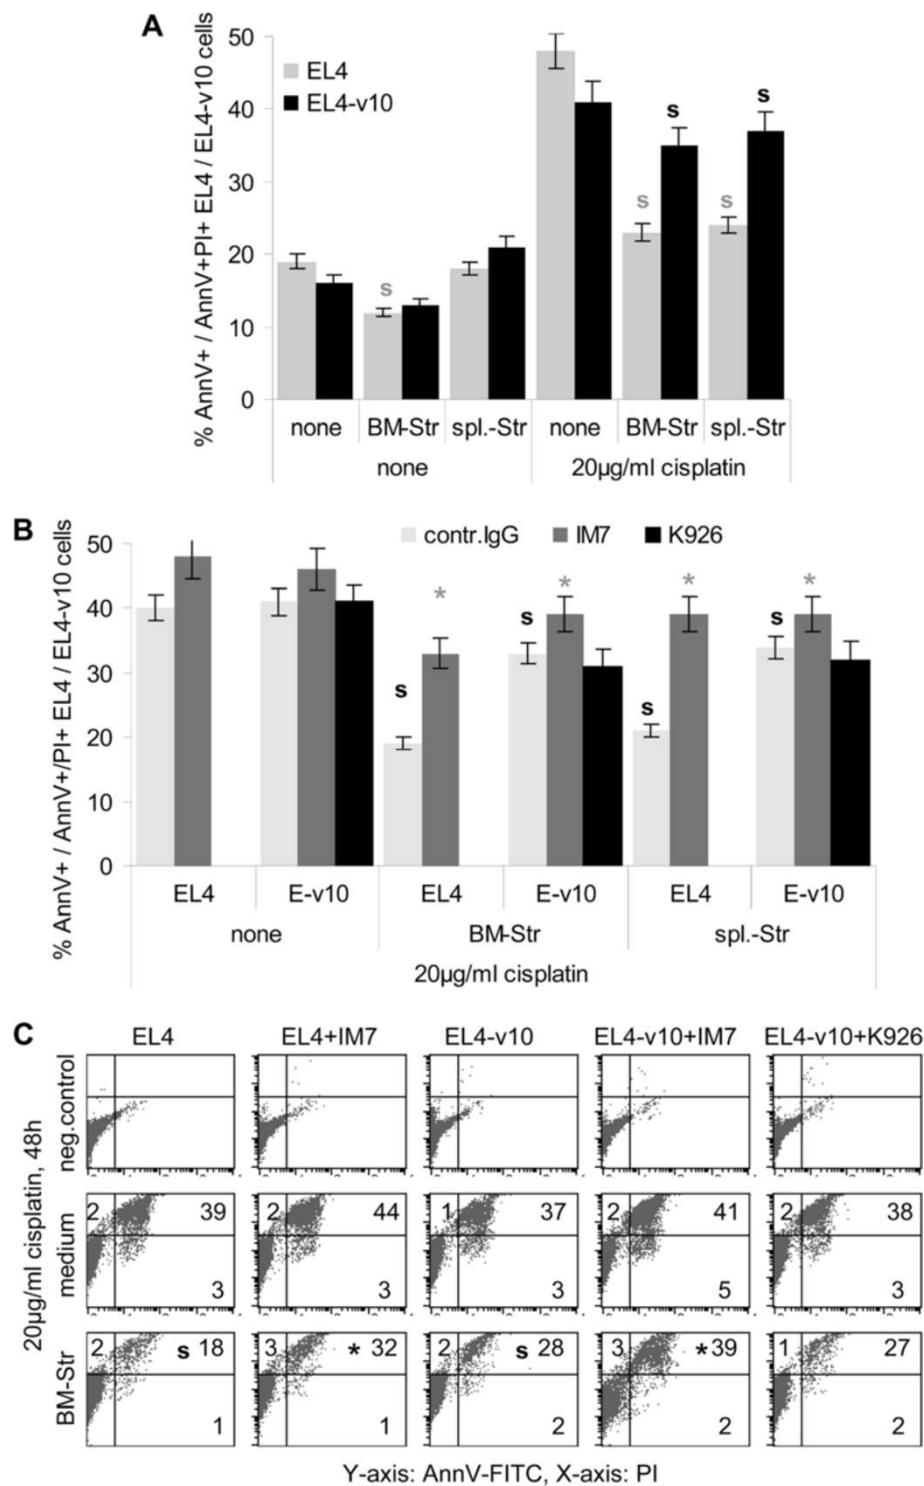 A
% AnnV+ / AnnV+PI+ EL4 / EL4-v10 cells
50
40
30
20
10
0
EL4
EL4-v10
s
s
s
s
s
none BM-Str spl.-Str none BM-Str spl.-Str
none 20µg/ml cisplatin
B
% AnnV+ / AnnV+/PI+ EL4 / EL4-v10 cells
contr.IgG IM7 K926
50
40
30
20
10
0
s * s * s * s *
EL4 E-v10 EL4 E-v10 EL4 E-v10
none BM-Str spl.-Str
20µg/ml cisplatin
C
EL4 EL4+IM7 EL4-v10 EL4-v10+IM7 EL4-v10+K926
20µg/ml cisplatin, 48h
neg.control
medium
2 39 2 44 1 37 2 41 2 38
3 3 3 5 3
BM-Str
2 s 18 3 * 32 2 s 28 3 * 39 1 27
1 1 2 2 2
Y-axis: AnnV-FITC, X-axis: PI